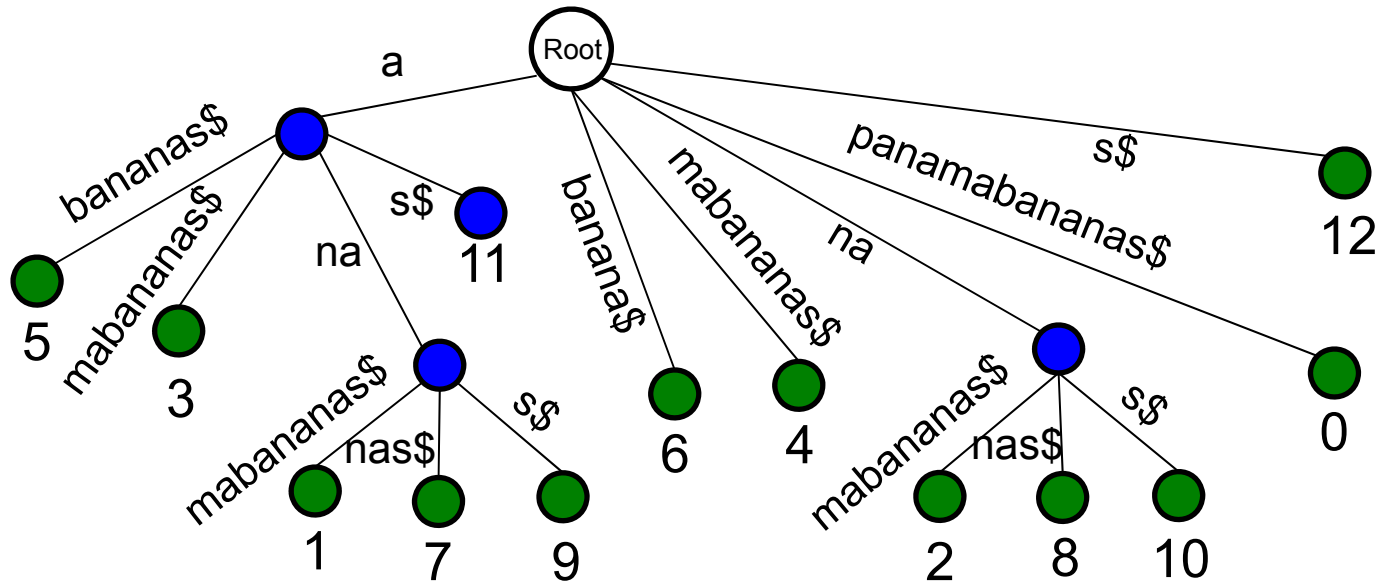 Root
a
bananas$
mabananas$
na
s$
5
3
11
mabananas$
nas$
s$
1
7
9
banana$
mabananas$
na
panamabananas$
s$
6
4
mabananas$
nas$
s$
2
8
10
0
12